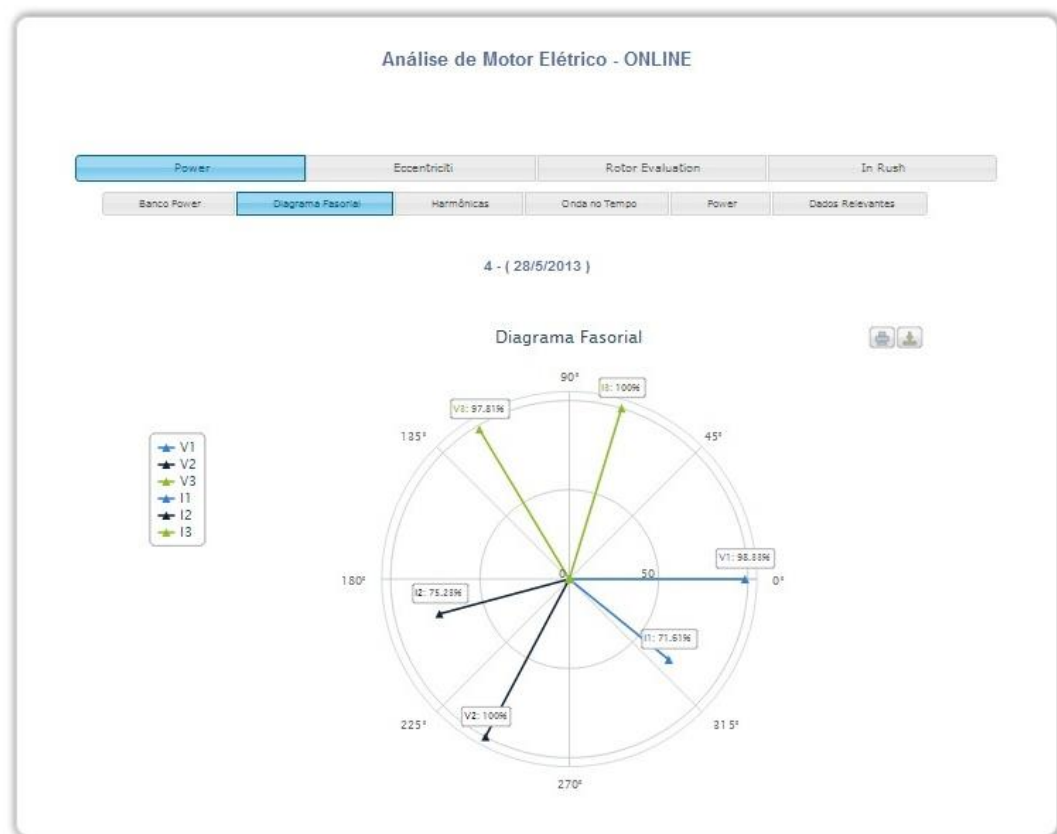 Análise de Motor Elétrico - ONLINE
Power Eccentriciti Rotor Evaluation In Rush
Banco Power Diagrama Fasorial Harmônicas Onda no Tempo Power Dados Relevantes
4 - ( 28/5/2013 )
Diagrama Fasorial
90°
I3: 100%
V3: 97.81%
135°
45°
V1
V2
V3
I1
I2
I3
V1: 98.33%
180°
0
50
0°
I2: 75.23%
I1: 71.61%
V2: 100%
225°
315°
270°